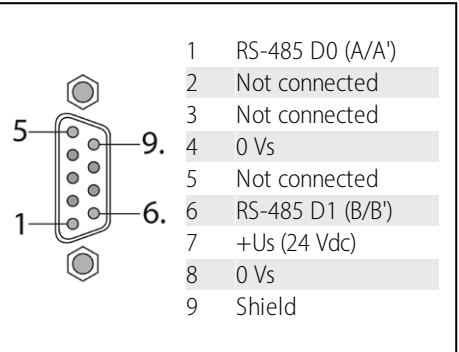 5
9.
1
6.
1 RS-485 D0 (A/A')
2 Not connected
3 Not connected
4 0 Vs
5 Not connected
6 RS-485 D1 (B/B')
7 +Us (24 Vdc)
8 0 Vs
9 Shield